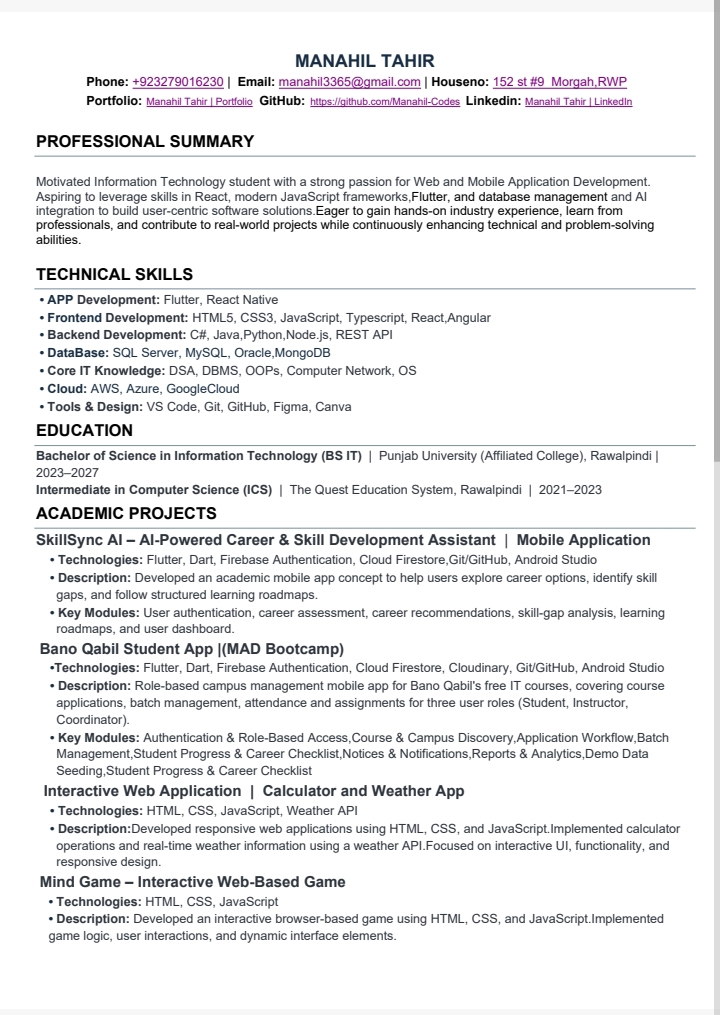 MANAHIL TAHIR
Phone: +923279016230 | Email: manahil3365@gmail.com | Houseno: 152 st #9 Morgah,RWP
Portfolio: Manahil Tahir | Portfolio GitHub: https://github.com/Manahil-Codes Linkedin: Manahil Tahir | LinkedIn
PROFESSIONAL SUMMARY
Motivated Information Technology student with a strong passion for Web and Mobile Application Development.
Aspiring to leverage skills in React, modern JavaScript frameworks,Flutter, and database management and AI
integration to build user-centric software solutions.Eager to gain hands-on industry experience, learn from
professionals, and contribute to real-world projects while continuously enhancing technical and problem-solving
abilities.
TECHNICAL SKILLS
• APP Development: Flutter, React Native
• Frontend Development: HTML5, CSS3, JavaScript, Typescript, React,Angular
• Backend Development: C#, Java,Python,Node.js, REST API
• DataBase: SQL Server, MySQL, Oracle,MongoDB
• Core IT Knowledge: DSA, DBMS, OOPs, Computer Network, OS
• Cloud: AWS, Azure, GoogleCloud
• Tools & Design: VS Code, Git, GitHub, Figma, Canva
EDUCATION
Bachelor of Science in Information Technology (BS IT) | Punjab University (Affiliated College), Rawalpindi |
2023–2027
Intermediate in Computer Science (ICS) | The Quest Education System, Rawalpindi | 2021–2023
ACADEMIC PROJECTS
SkillSync AI – AI-Powered Career & Skill Development Assistant | Mobile Application
• Technologies: Flutter, Dart, Firebase Authentication, Cloud Firestore,Git/GitHub, Android Studio
• Description: Developed an academic mobile app concept to help users explore career options, identify skill
gaps, and follow structured learning roadmaps.
• Key Modules: User authentication, career assessment, career recommendations, skill-gap analysis, learning
roadmaps, and user dashboard.
Bano Qabil Student App |(MAD Bootcamp)
•Technologies: Flutter, Dart, Firebase Authentication, Cloud Firestore, Cloudinary, Git/GitHub, Android Studio
• Description: Role-based campus management mobile app for Bano Qabil's free IT courses, covering course
applications, batch management, attendance and assignments for three user roles (Student, Instructor,
Coordinator).
• Key Modules: Authentication & Role-Based Access,Course & Campus Discovery,Application Workflow,Batch
Management,Student Progress & Career Checklist,Notices & Notifications,Reports & Analytics,Demo Data
Seeding,Student Progress & Career Checklist
Interactive Web Application | Calculator and Weather App
• Technologies: HTML, CSS, JavaScript, Weather API
• Description:Developed responsive web applications using HTML, CSS, and JavaScript.Implemented calculator
operations and real-time weather information using a weather API.Focused on interactive UI, functionality, and
responsive design.
Mind Game – Interactive Web-Based Game
• Technologies: HTML, CSS, JavaScript
• Description: Developed an interactive browser-based game using HTML, CSS, and JavaScript.Implemented
game logic, user interactions, and dynamic interface elements.